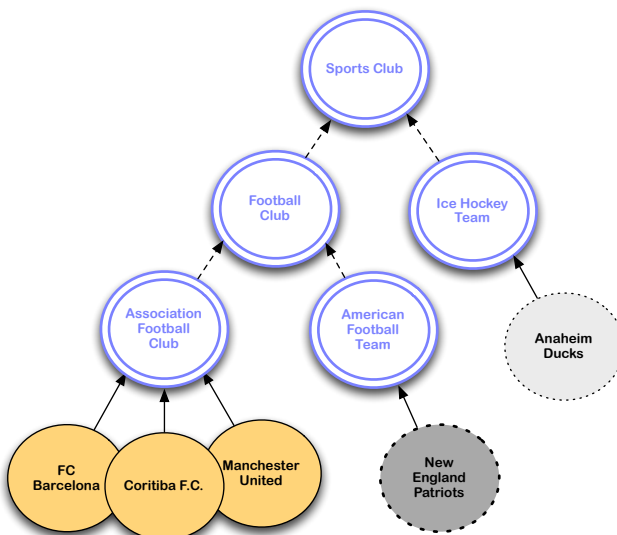 Sports Club
Football
Club
Ice Hockey
Team
Association
Football
Club
American
Football
Team
Anaheim
Ducks
FC
Barcelona
Coritiba F.C.
Manchester
United
New
England
Patriots